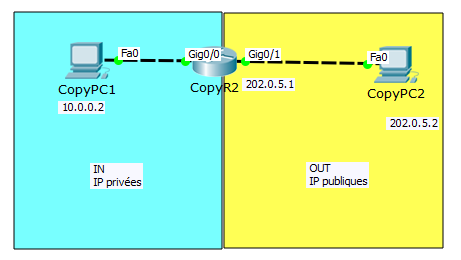 Fa0
Gig0/0
Gig0/1
Fa0
CopyPC1
CopyR2
CopyPC2
10.0.0.2
202.0.5.1
202.0.5.2
IN
IP privées
OUT
IP publiques